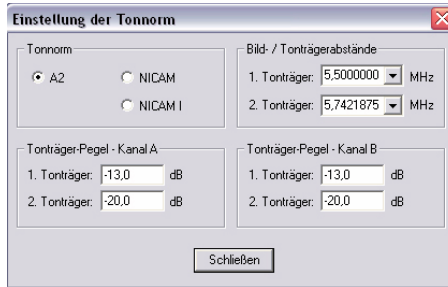 Einstellung der Tonnorm
Tonnorm
A2
NICAM
NICAM I
Bild- / Tonträgerabstände
1. Tonträger: 5,5000000 MHz
2. Tonträger: 5,7421875 MHz
Tonträger-Pegel - Kanal A
1. Tonträger: -13,0 dB
2. Tonträger: -20,0 dB
Tonträger-Pegel - Kanal B
1. Tonträger: -13,0 dB
2. Tonträger: -20,0 dB
Schließen